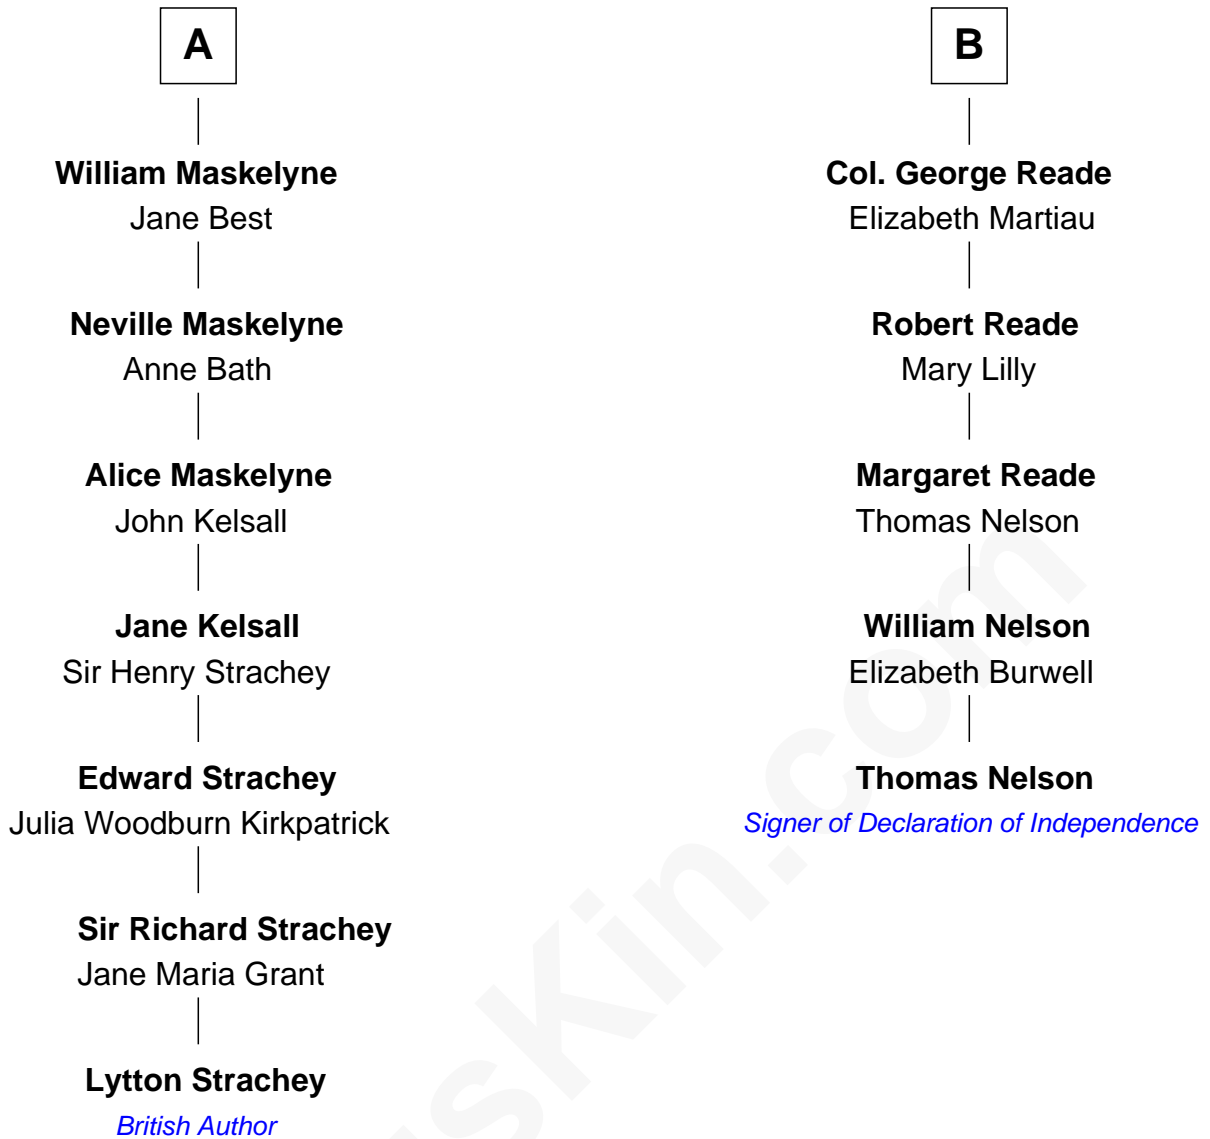 A
William Maskelyne
Jane Best
Neville Maskelyne
Anne Bath
Alice Maskelyne
John Kelsall
Jane Kelsall
Sir Henry Strachey
Edward Strachey
Julia Woodburn Kirkpatrick
Sir Richard Strachey
Jane Maria Grant
Lytton Strachey
British Author
B
Col. George Reade
Elizabeth Martiau
Robert Reade
Mary Lilly
Margaret Reade
Thomas Nelson
William Nelson
Elizabeth Burwell
Thomas Nelson
Signer of Declaration of Independence
sKin.com